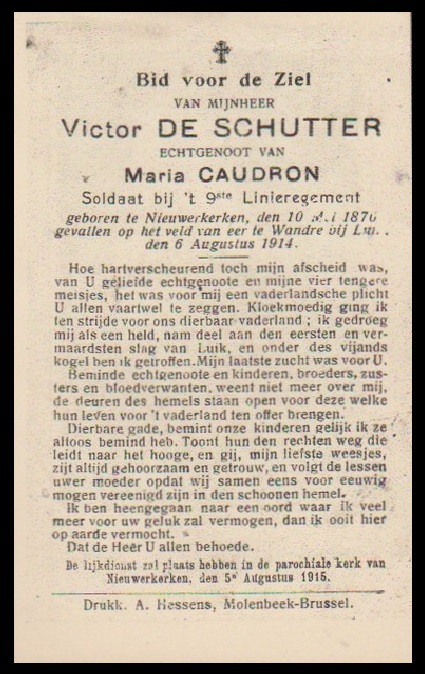 Bid voor de Ziel
VAN MIJNHEER
Victor DE SCHUTTER
ECHTGENOOT VAN
Maria CAUDRON
Soldaat bij 't 9ste Linieregement
geboren te Nieuwerkerken, den 10 1876
gevallen op het veld van eer te Wandre bij
den 6 Augustus 1914.
Hoe hartverscheurend toch mijn afscheid was,
van U geliefde echtgenoote en mijne vier tengere
meisjes, het was voor mij een vaderlandsche plicht
U allen vaartwel te zeggen. Kloekmoedig ging ik
ten strijde voor ons dierbaar vaderland; ik gedroeg
mij als een held, nam deel aan den eersten en ver-
maardsten slag van Luik, en onder des vijands
kogel ben ik getroffen. Mijn laatste zucht was voor U.
Beminde echtgenoote en kinderen, broeders, zus-
ters en bloedverwanten, weent niet meer over mij,
de deuren des hemels staan open voor deze welke
hun leven voor 't vaderland ten offer brengen.
Dierbare gade, bemint onze kinderen gelijk ik ze
altoos bemind heb. Toont hun den rechten weg die
leidt naar het hooge, en gij, mijn liefste weesjes,
zijt altijd gehoorzaam en getrouw, en volgt de lessen
uwer moeder opdat wij samen eens voor eeuwig
mogen vereenigd zijn in den schoonen hemel.
Ik ben heengegaan naar een oord waar ik veel
meer voor uw geluk zal vermogen, dan ik ooit hier
op aarde vermocht.
Dat de Heer U allen behoede.
De lijkdienst zal plaats hebben in de parochiale kerk van
Nieuwerkerken, den 5n Augustus 1915.
Drukk. A. Hessens, Molenbeek-Brussel.